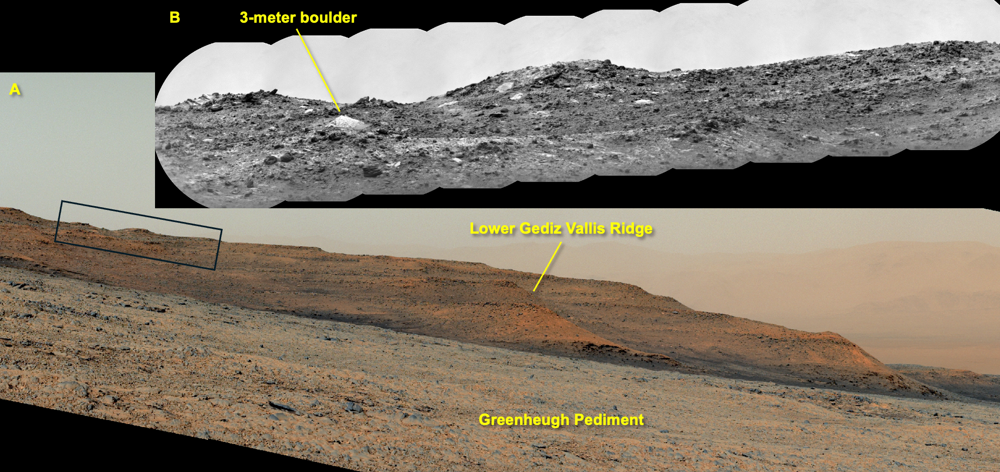 B
3-meter boulder
A
Lower Gediz Vallis Ridge
Greenheugh Pediment